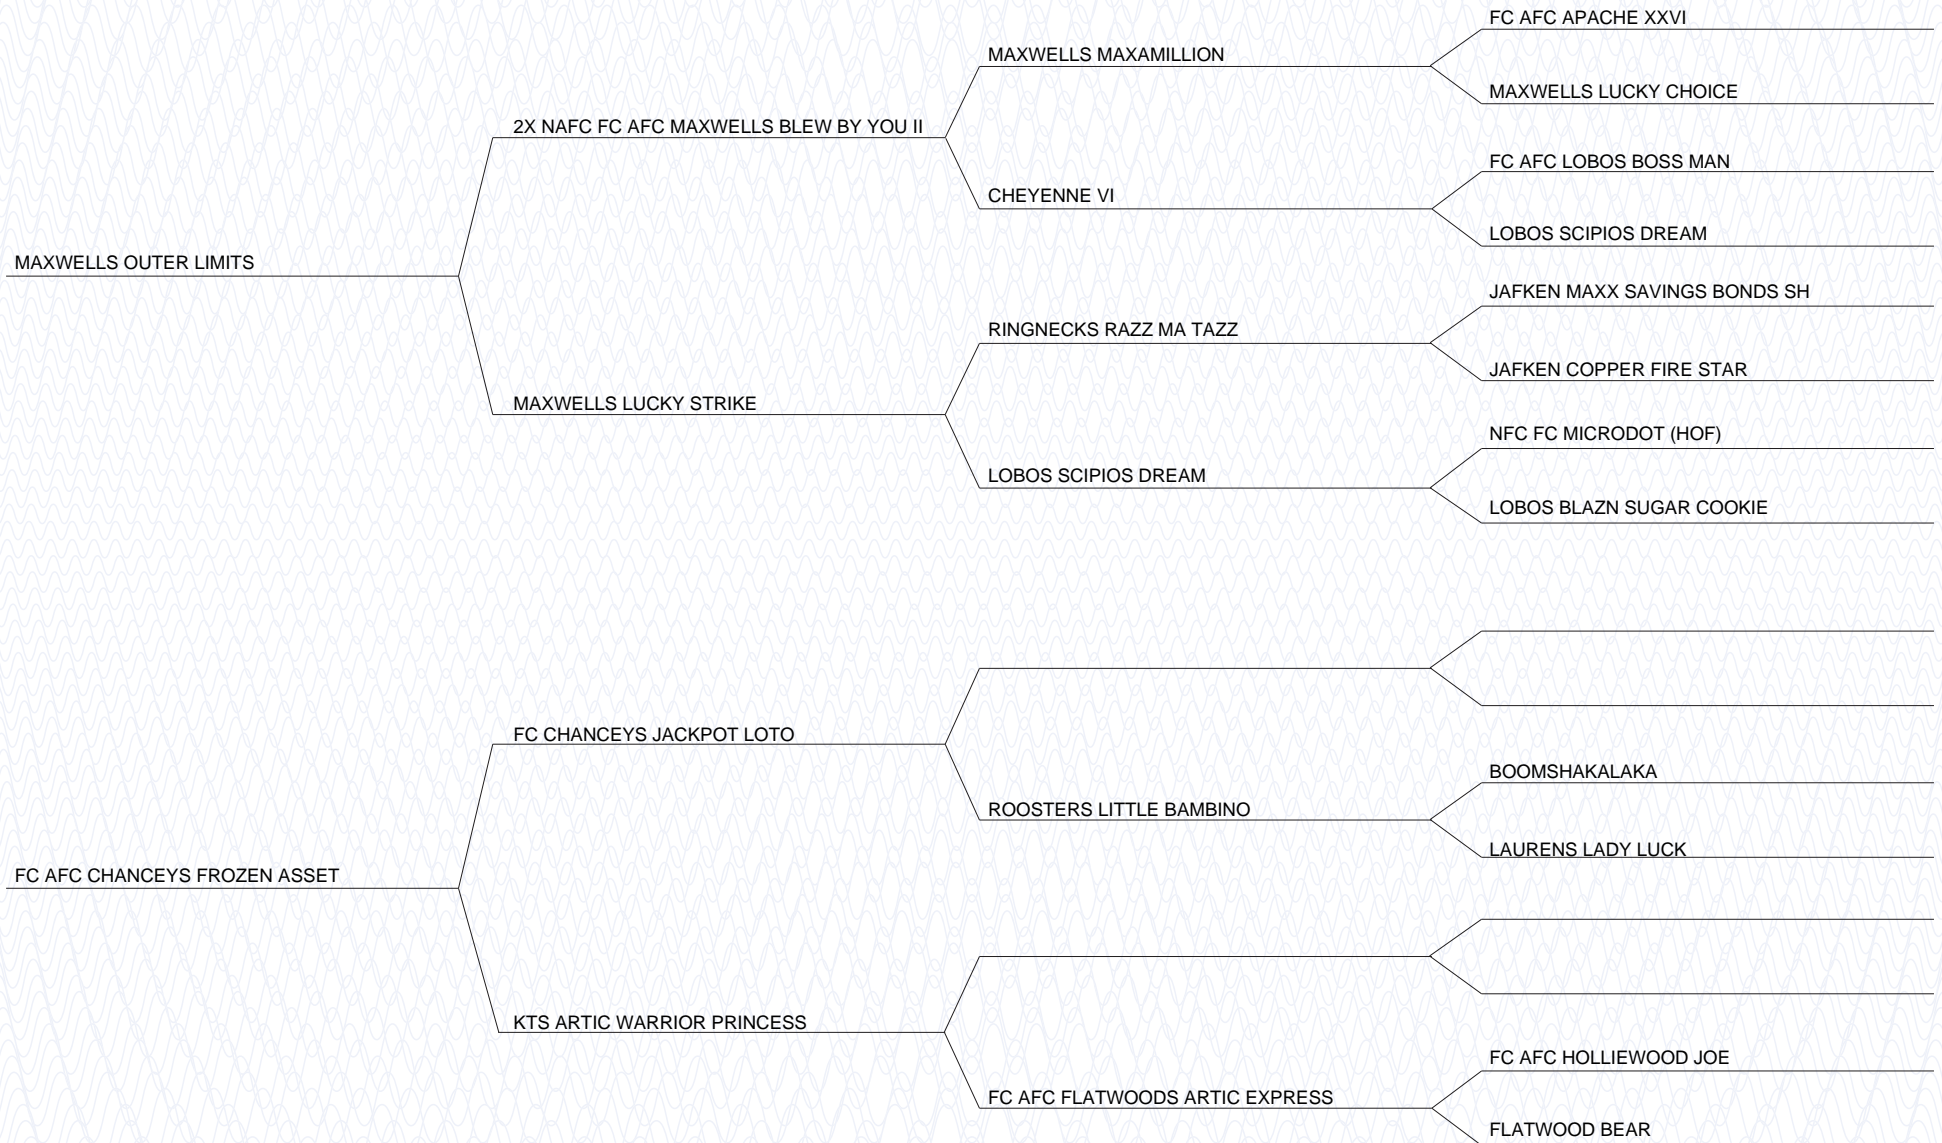 FC AFC APACHE XXVI
MAXWELLS MAXAMILLION
MAXWELLS LUCKY CHOICE
2X NAFC FC AFC MAXWELLS BLEW BY YOU II
FC AFC LOBOS BOSS MAN
CHEYENNE VI
LOBOS SCIPIOS DREAM
MAXWELLS OUTER LIMITS
JAFKEN MAXX SAVINGS BONDS SH
RINGNECKS RAZZ MA TAZZ
JAFKEN COPPER FIRE STAR
MAXWELLS LUCKY STRIKE
NFC FC MICRODOT (HOF)
LOBOS SCIPIOS DREAM
LOBOS BLAZN SUGAR COOKIE
FC CHANCEYS JACKPOT LOTO
BOOMSHAKALAKA
ROOSTERS LITTLE BAMBINO
LAURENS LADY LUCK
FC AFC CHANCEYS FROZEN ASSET
KTS ARTIC WARRIOR PRINCESS
FC AFC HOLLIEWOOD JOE
FC AFC FLATWOODS ARTIC EXPRESS
FLATWOOD BEAR